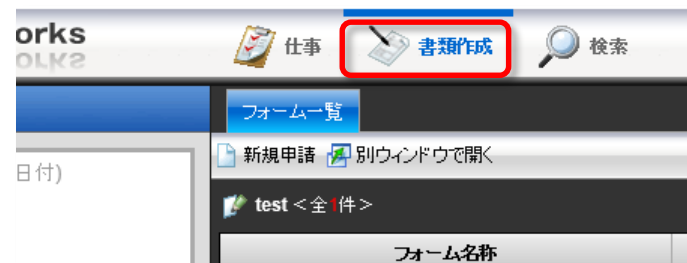 orks
仕事
書類作成
検索
フォーム一覧
新規申請 別ウィンドウで開く
日付)
test <全1件>
フォーム名称